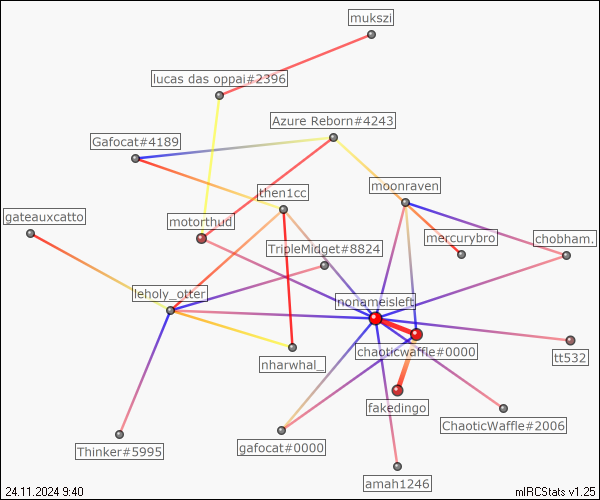 mukszi
lucas das oppai#2396
Azure Reborn#4243
Gafocat#4189
then1cc
moonraven
gateauxcatto
motorthud
mercurybro
chobham.
TripleMidget#8824
leholy_otter
nonameisleft
chaoticwaffle#0000
nharwhal_
tt532
fakedingo
ChaoticWaffle#2006
gafocat#0000
Thinker#5995
amah1246
24.11.2024 9:40
mIRCStats v1.25